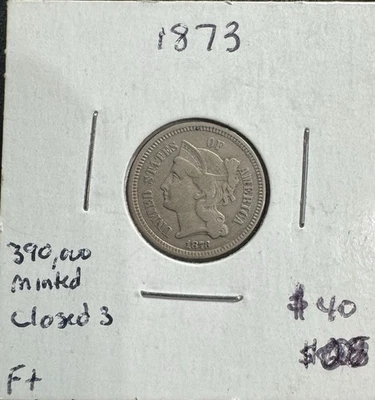 1873
UNITED STATES OF AMERICA
1873
390,000
minted
Closed 3
F+
$40